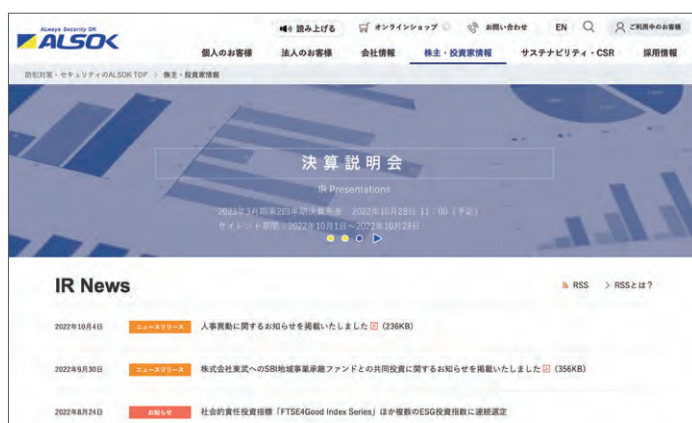 ALways Security OK
ALSOK
読み上げる オンラインショップ お問い合わせ EN ご利用中のお客様
個人のお客様 法人のお客様 会社情報 株主・投資家情報 サステナビリティ・CSR 採用情報
防犯対策・セキュリティのALSOK TOP > 株主・投資家情報
決算説明会
IR Presentations
2023年3月期第2四半期決算発表 2022年10月28日 11：00（予定）
サイレント期間：2022年10月1日～2022年10月28日
IR News
RSS > RSSとは？
2022年10月4日 ニュースリリース 人事異動に関するお知らせを掲載いたしました (236KB)
2022年9月30日 ニュースリリース 株式会社東武へのSBI地域事業承継ファンドとの共同投資に関するお知らせを掲載いたしました (356KB)
2022年8月24日 お知らせ 社会的責任投資指標「FTSE4Good Index Series」ほか複数のESG投資指数に連続選定